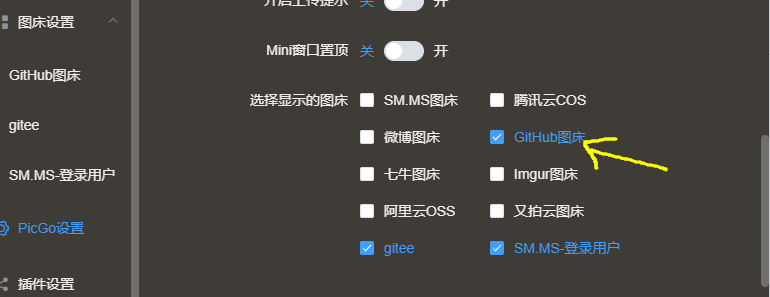 开启上传提示 关 开
图床设置
Mini窗口置顶 关 开
GitHub图床
选择显示的图床 SM.MS图床 腾讯云COS
gitee
微博图床 GitHub图床
SM.MS-登录用户
七牛图床 Imgur图床
阿里云OSS 又拍云图床
PicGo设置
gitee SM.MS-登录用户
插件设置